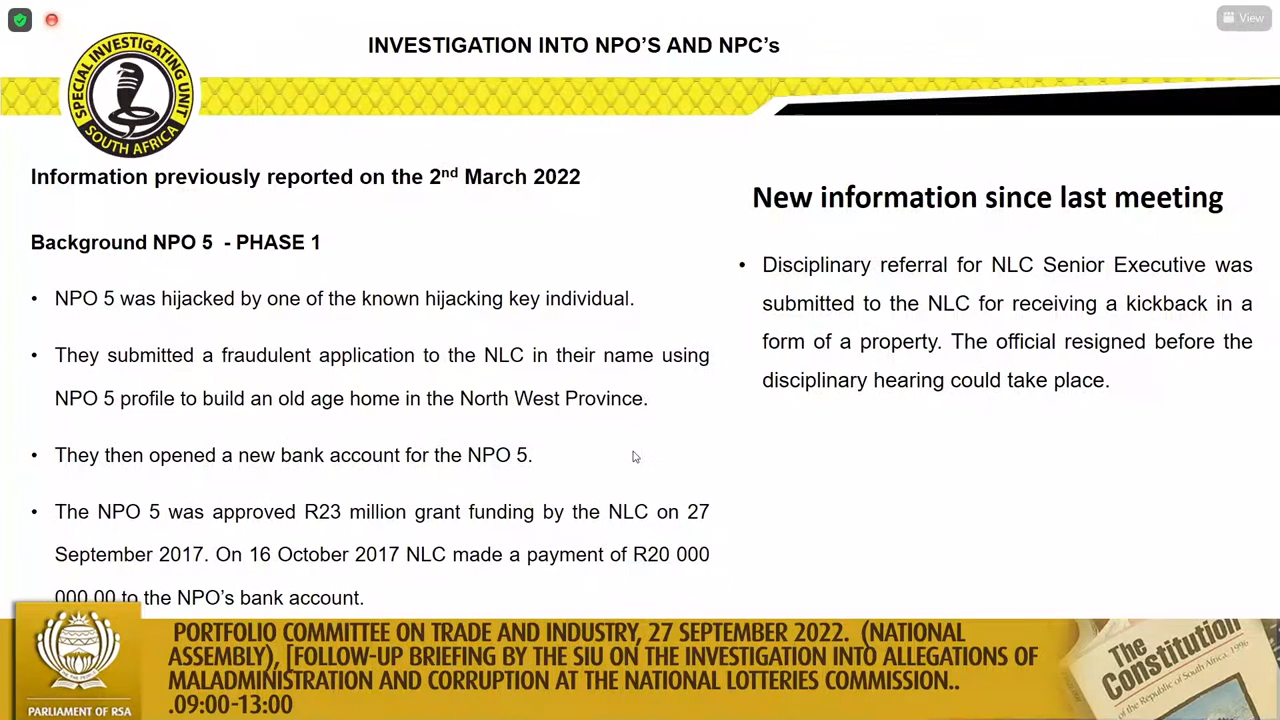 View
INVESTIGATION INTO NPO'S AND NPC's
SPECIAL INVESTIGATING UNIT
SOUTH AFRICA
Information previously reported on the 2nd March 2022
Background NPO 5 - PHASE 1
• NPO 5 was hijacked by one of the known hijacking key individual.
• They submitted a fraudulent application to the NLC in their name using
NPO 5 profile to build an old age home in the North West Province.
• They then opened a new bank account for the NPO 5.
• The NPO 5 was approved R23 million grant funding by the NLC on 27
September 2017. On 16 October 2017 NLC made a payment of R20 000
000.00 to the NPO's bank account.
New information since last meeting
• Disciplinary referral for NLC Senior Executive was
submitted to the NLC for receiving a kickback in a
form of a property. The official resigned before the
disciplinary hearing could take place.
PARLIAMENT OF RSA
PORTFOLIO COMMITTEE ON TRADE AND INDUSTRY, 27 SEPTEMBER 2022. (NATIONAL
ASSEMBLY), [FOLLOW-UP BRIEFING BY THE SIU ON THE INVESTIGATION INTO ALLEGATIONS OF
MALADMINISTRATION AND CORRUPTION AT THE NATIONAL LOTTERIES COMMISSION..
.09:00-13:00
The
Constitution
of the Republic of South Africa, 1996